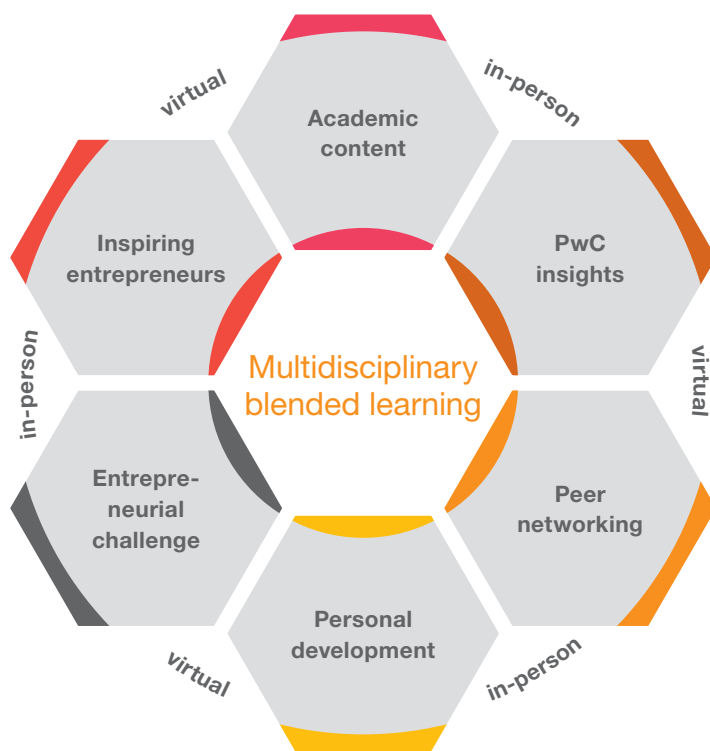 virtual
in-person
Academic
content
Inspiring
entrepreneurs
PwC
insights
in-person
Multidisciplinary
blended learning
virtual
Entrepre-
neurial
challenge
Peer
networking
Personal
development
virtual
in-person